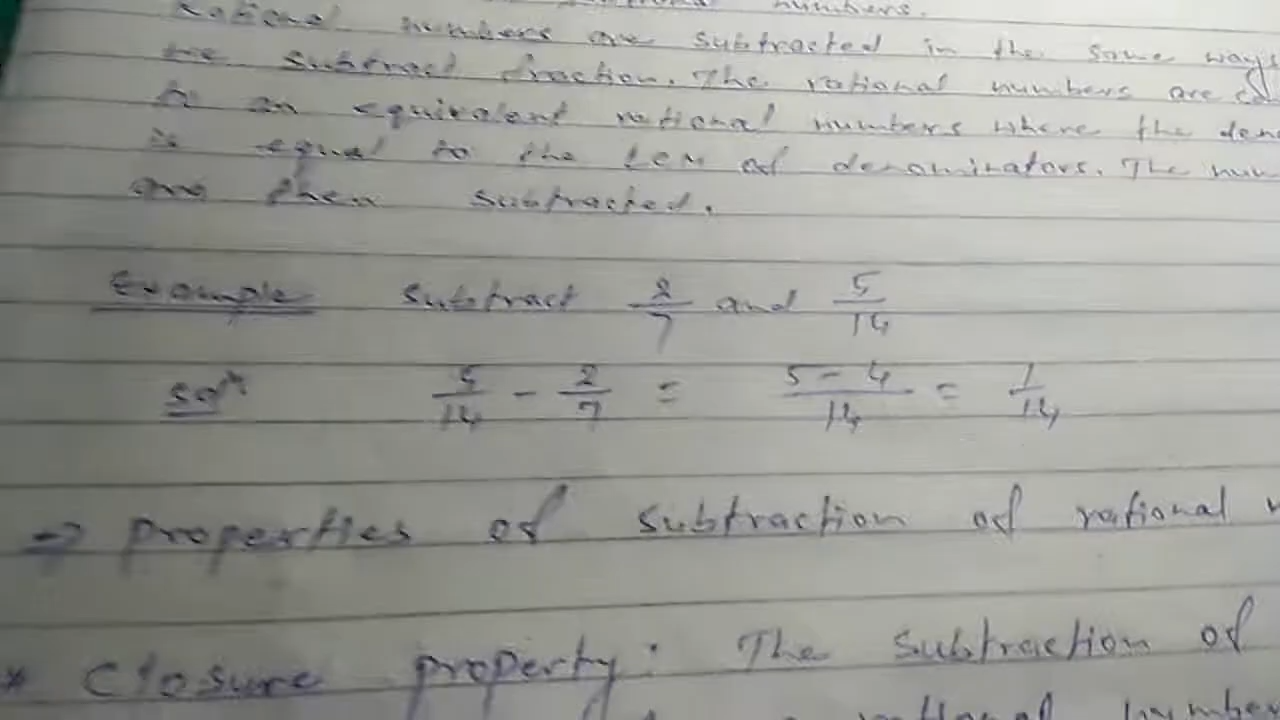 numbers.
rational numbers are subtracted in the same ways
we subtract fraction. The rational numbers are
to an equivalent rational numbers where the
is equal to the LCM of denominators. The
are then subtracted.
Example Subtract 2/7 and 5/14
Solⁿ 5/14 - 2/7 = 5-4/14 = 1/14
→ Properties of subtraction of rational
* Closure property: The subtraction of
rational number